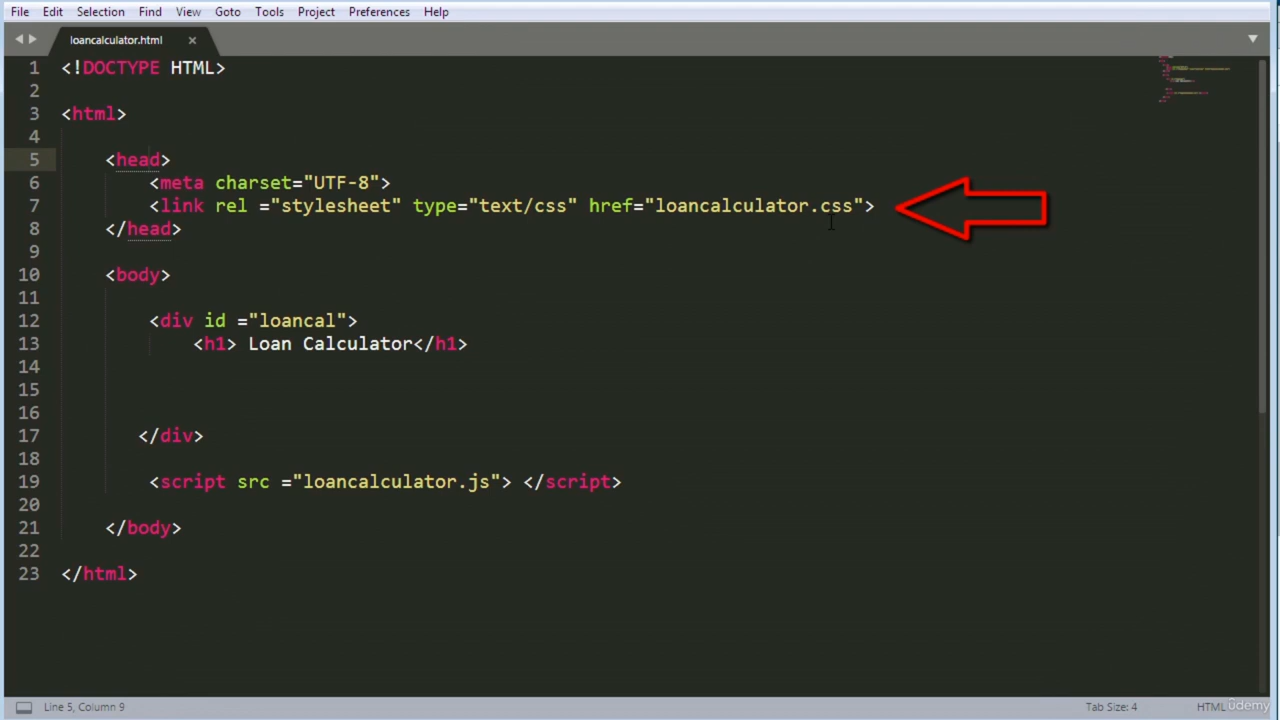 File Edit Selection Find View Goto Tools Project Preferences Help
loancalculator.html ×
1 <!DOCTYPE HTML>
2
3 <html>
4
5 <head>
6 <meta charset="UTF-8">
7 <link rel ="stylesheet" type="text/css" href="loancalculator.css">
8 </head>
9
10 <body>
11
12 <div id ="loancal">
13 <h1> Loan Calculator</h1>
14
15
16
17 </div>
18
19 <script src ="loancalculator.js"> </script>
20
21 </body>
22
23 </html>
Line 5, Column 9 Tab Size: 4 HTML ûdemy